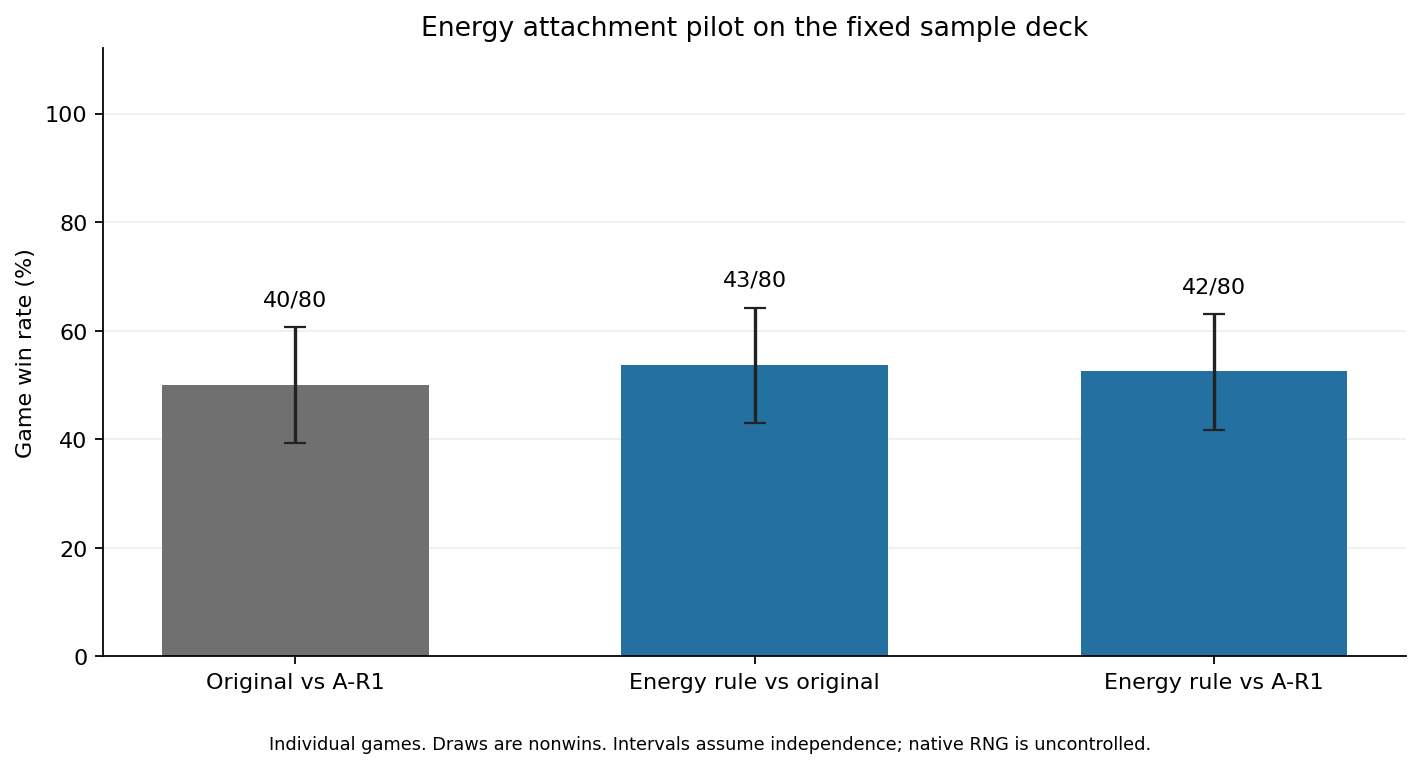 Energy attachment pilot on the fixed sample deck
Game win rate (%)
100
80
60
40
20
0
40/80
43/80
42/80
Original vs A-R1
Energy rule vs original
Energy rule vs A-R1
Individual games. Draws are nonwins. Intervals assume independence; native RNG is uncontrolled.